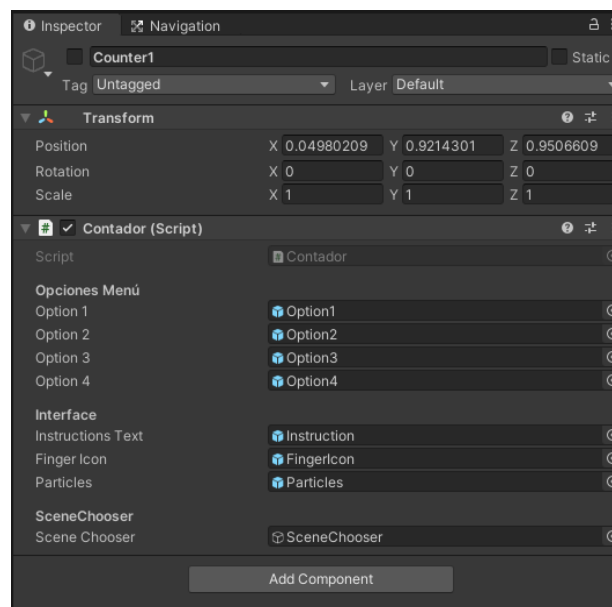 Inspector Navigation
Counter1 Static
Tag Untagged Layer Default
Transform
Position X 0.04980209 Y 0.9214301 Z 0.9506609
Rotation X 0 Y 0 Z 0
Scale X 1 Y 1 Z 1
# Contador (Script)
Script # Contador
Opciones Menú
Option 1 Option1
Option 2 Option2
Option 3 Option3
Option 4 Option4
Interface
Instructions Text Instruction
Finger Icon FingerIcon
Particles Particles
SceneChooser
Scene Chooser SceneChooser
Add Component